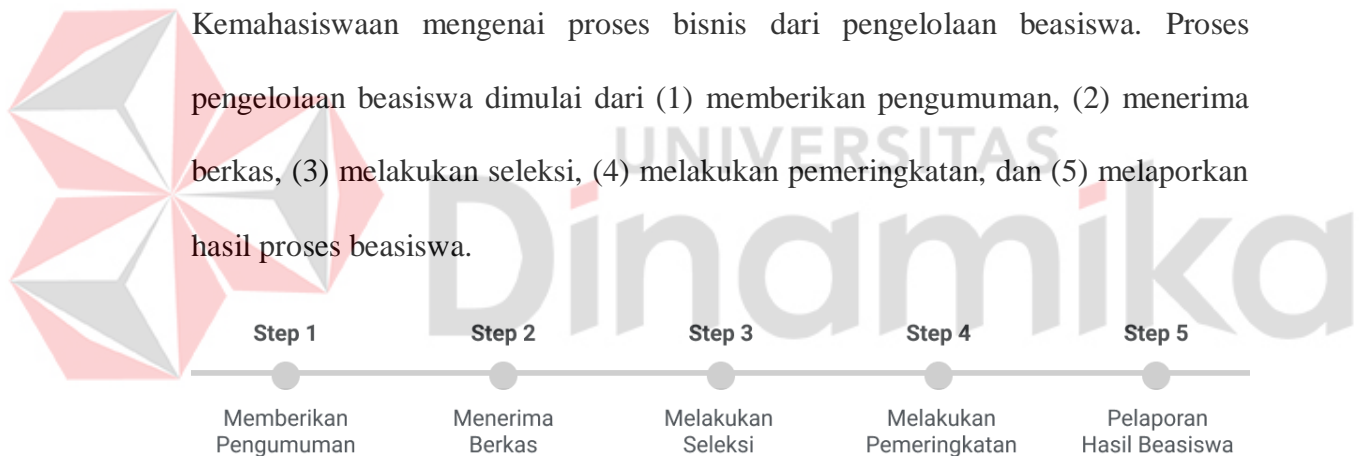 Kemahasiswaan mengenai proses bisnis dari pengelolaan beasiswa. Proses
pengelolaan beasiswa dimulai dari (1) memberikan pengumuman, (2) menerima
UNIVERSITAS
berkas, (3) melakukan seleksi, (4) melakukan pemeringkatan, dan (5) melaporkan
Dinamika
hasil proses beasiswa.
Step 1 Step 2 Step 3 Step 4 Step 5
Memberikan Menerima Melakukan Melakukan Pelaporan
Pengumuman Berkas Seleksi Pemeringkatan Hasil Beasiswa